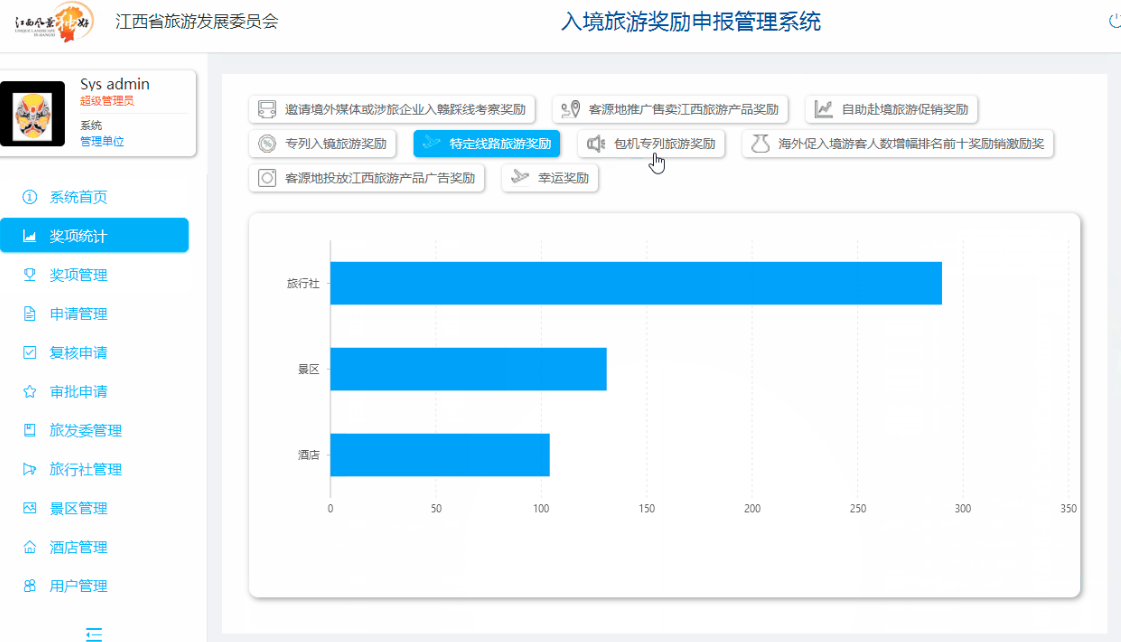 江西风景独好
江西省旅游发展委员会
入境旅游奖励申报管理系统
Sys admin
超级管理员
系统
管理单位
系统首页
奖项统计
奖项管理
申请管理
复核申请
审批申请
旅发委管理
旅行社管理
景区管理
酒店管理
用户管理
邀请境外媒体或涉旅企业入赣踩线考察奖励
客源地推广售卖江西旅游产品奖励
自助赴境旅游促销奖励
专列入镜旅游奖励
特定线路旅游奖励
包机专列旅游奖励
海外促入境游客人数增幅排名前十奖励销激励奖
客源地投放江西旅游产品广告奖励
幸运奖励
旅行社
景区
酒店
0 50 100 150 200 250 300 350